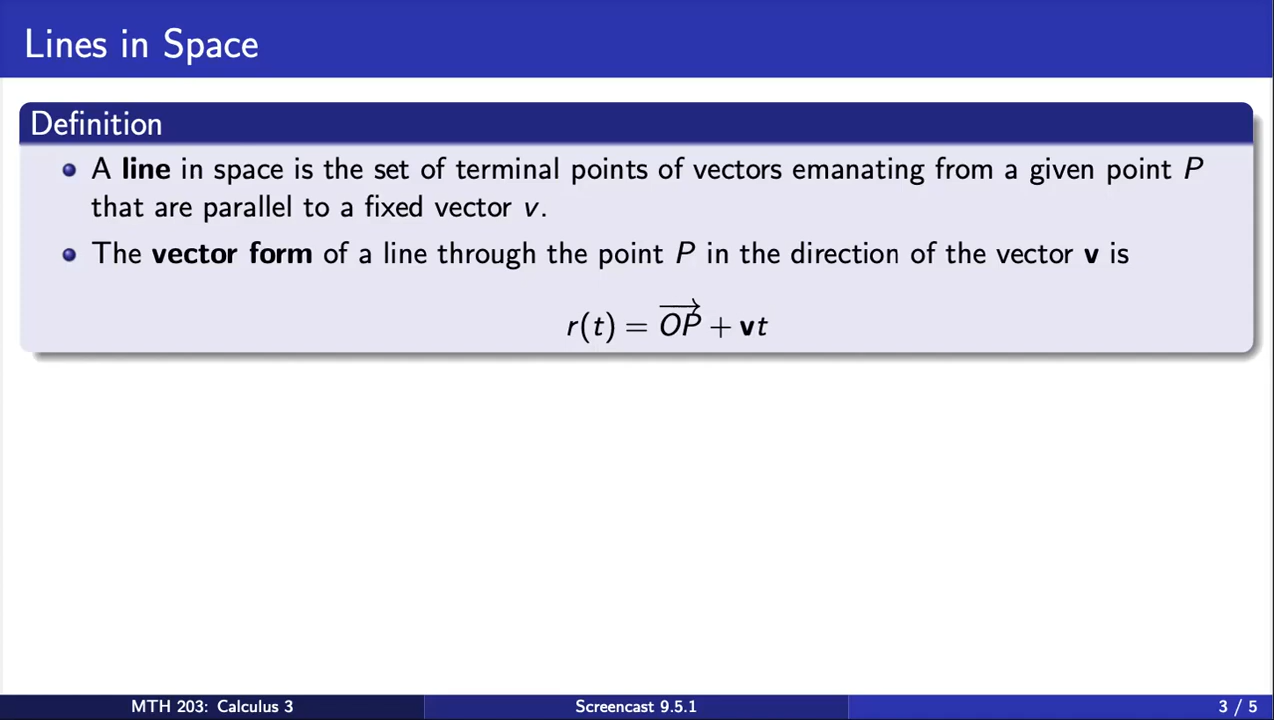 Lines in Space
Definition
A line in space is the set of terminal points of vectors emanating from a given point P
that are parallel to a fixed vector v.
The vector form of a line through the point P in the direction of the vector v is
r(t) = \overrightarrow{OP} + vt
MTH 203: Calculus 3 Screencast 9.5.1 3 / 5